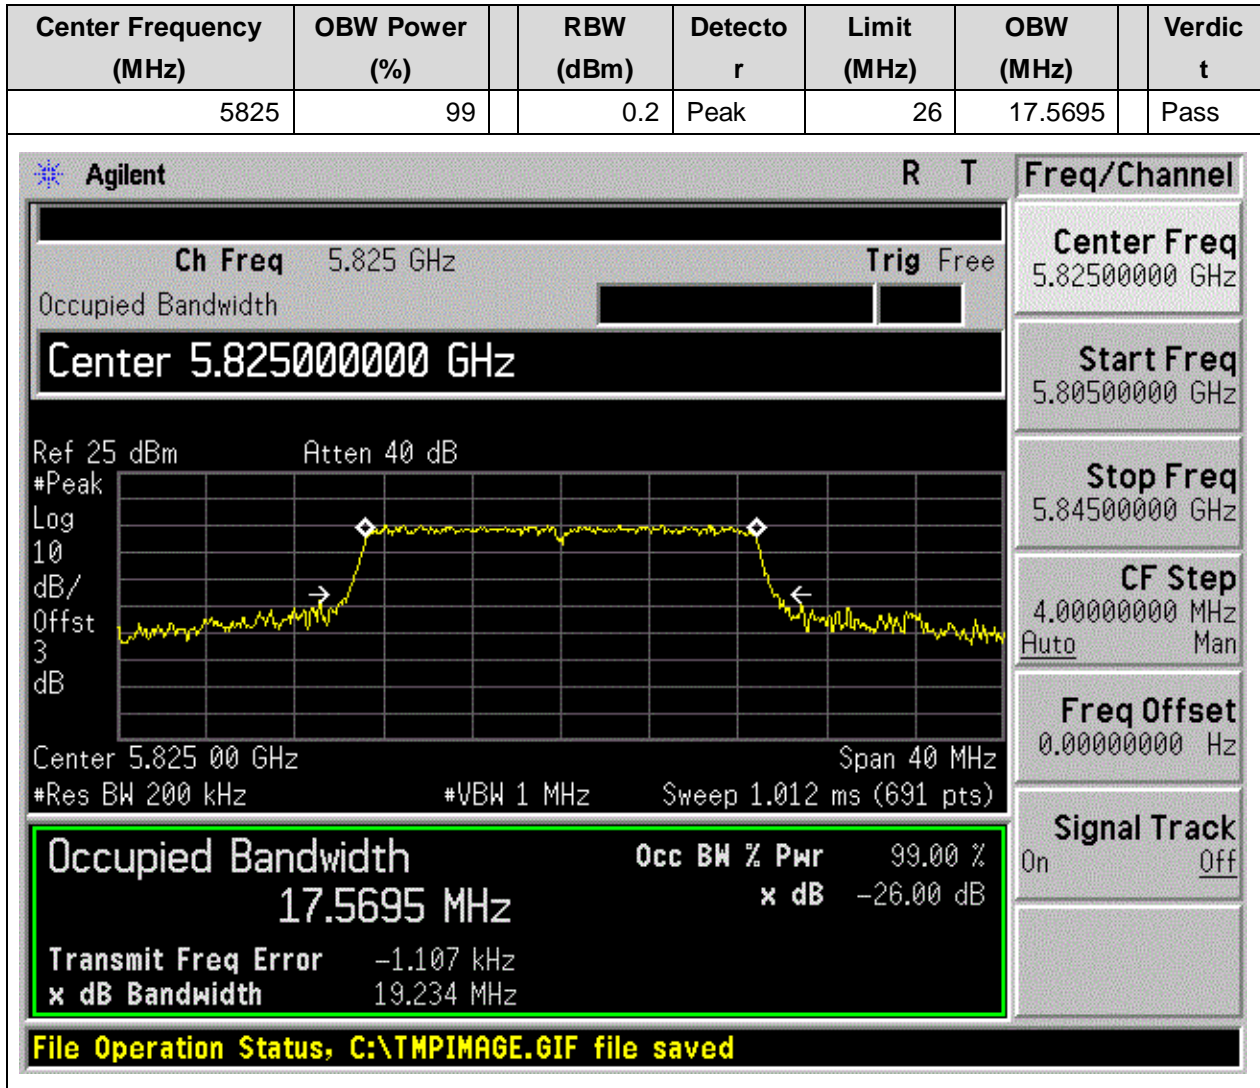 Center Frequency (MHz) OBW Power (%) RBW (dBm) Detecto r Limit (MHz) OBW (MHz) Verdic t
5825 99 0.2 Peak 26 17.5695 Pass
Agilent R T
Ch Freq 5.825 GHz Trig Free
Occupied Bandwidth
Center 5.825000000 GHz
Ref 25 dBm Atten 40 dB
#Peak
Log
10
dB/
Offst
3
dB
Center 5.825 00 GHz Span 40 MHz
#Res BW 200 kHz #VBW 1 MHz Sweep 1.012 ms (691 pts)
Occupied Bandwidth Occ BW % Pwr 99.00 %
17.5695 MHz x dB -26.00 dB
Transmit Freq Error -1.107 kHz
x dB Bandwidth 19.234 MHz
File Operation Status, C:\TMPIMAGE.GIF file saved
Freq/Channel
Center Freq
5.82500000 GHz
Start Freq
5.80500000 GHz
Stop Freq
5.84500000 GHz
CF Step
4.00000000 MHz
Auto Man
Freq Offset
0.00000000 Hz
Signal Track
On Off